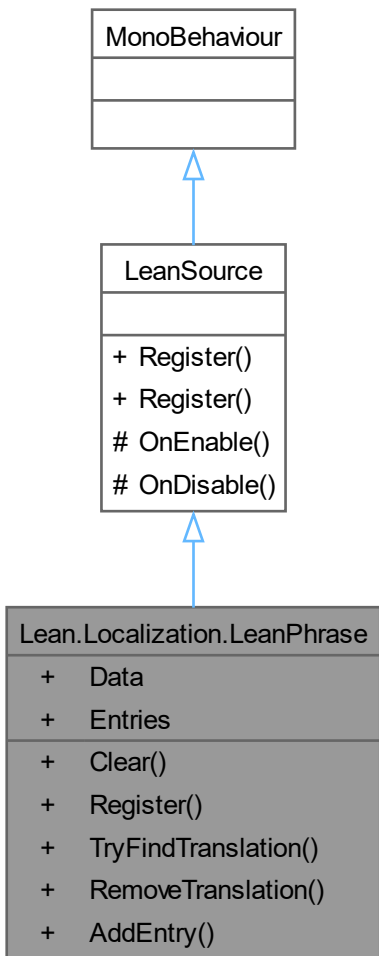 MonoBehaviour
LeanSource
+ Register()
+ Register()
# OnEnable()
# OnDisable()
Lean.Localization.LeanPhrase
+ Data
+ Entries
+ Clear()
+ Register()
+ TryFindTranslation()
+ RemoveTranslation()
+ AddEntry()